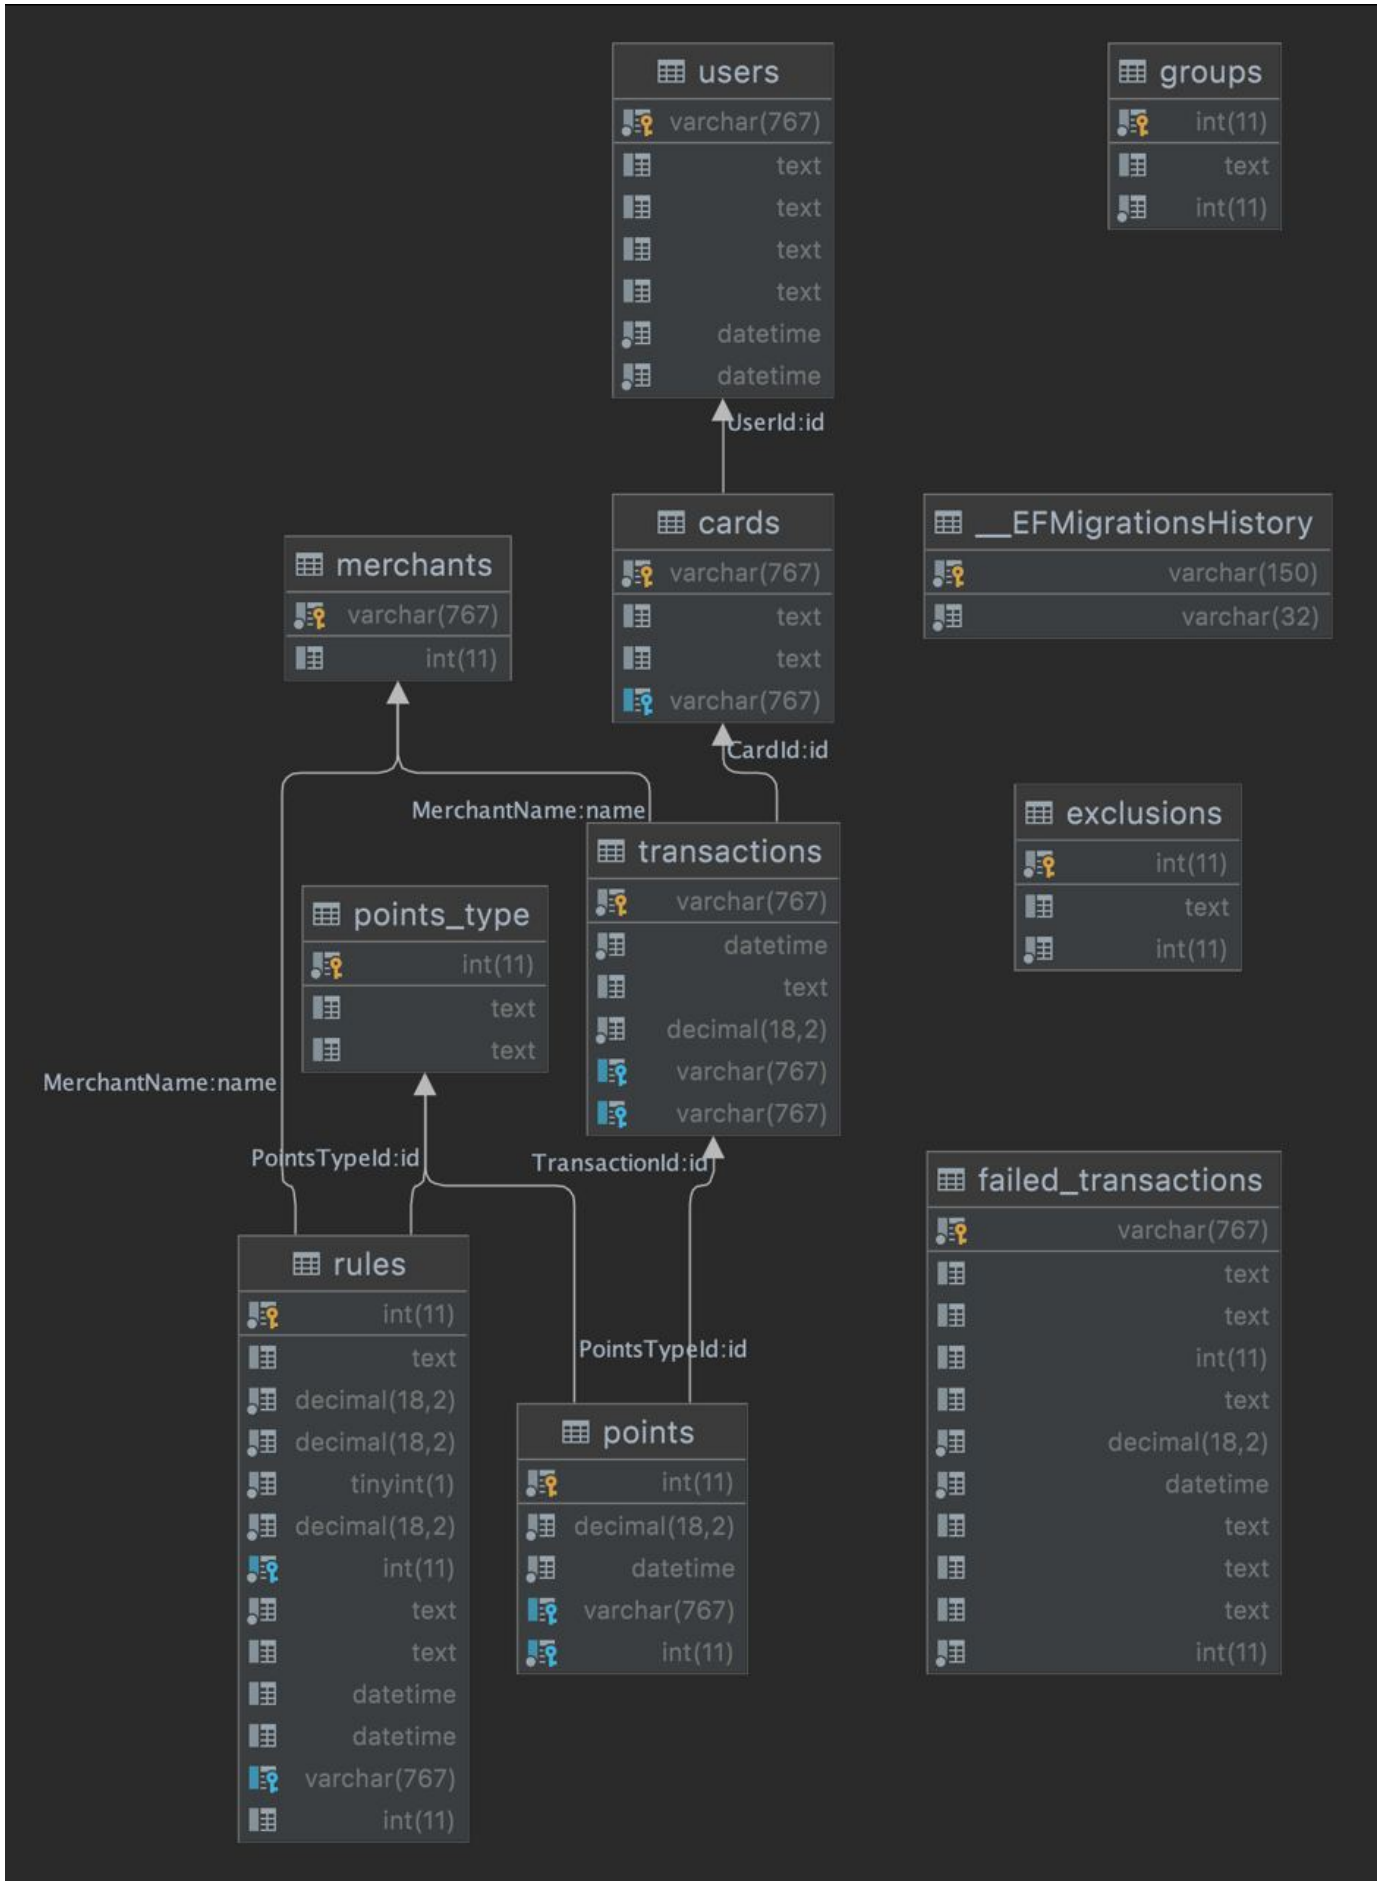 users
varchar(767)
text
text
text
text
datetime
datetime
groups
int(11)
text
int(11)
UserId:id
cards
varchar(767)
text
text
varchar(767)
__EFMigrationsHistory
varchar(150)
varchar(32)
merchants
varchar(767)
int(11)
CardId:id
MerchantName:name
transactions
varchar(767)
datetime
text
decimal(18,2)
varchar(767)
varchar(767)
exclusions
int(11)
text
int(11)
points_type
int(11)
text
text
MerchantName:name
PointsTypeId:id
TransactionId:id
failed_transactions
varchar(767)
text
text
int(11)
text
decimal(18,2)
datetime
text
text
text
int(11)
rules
int(11)
text
decimal(18,2)
decimal(18,2)
tinyint(1)
decimal(18,2)
int(11)
text
text
datetime
datetime
varchar(767)
int(11)
PointsTypeId:id
points
int(11)
decimal(18,2)
datetime
varchar(767)
int(11)